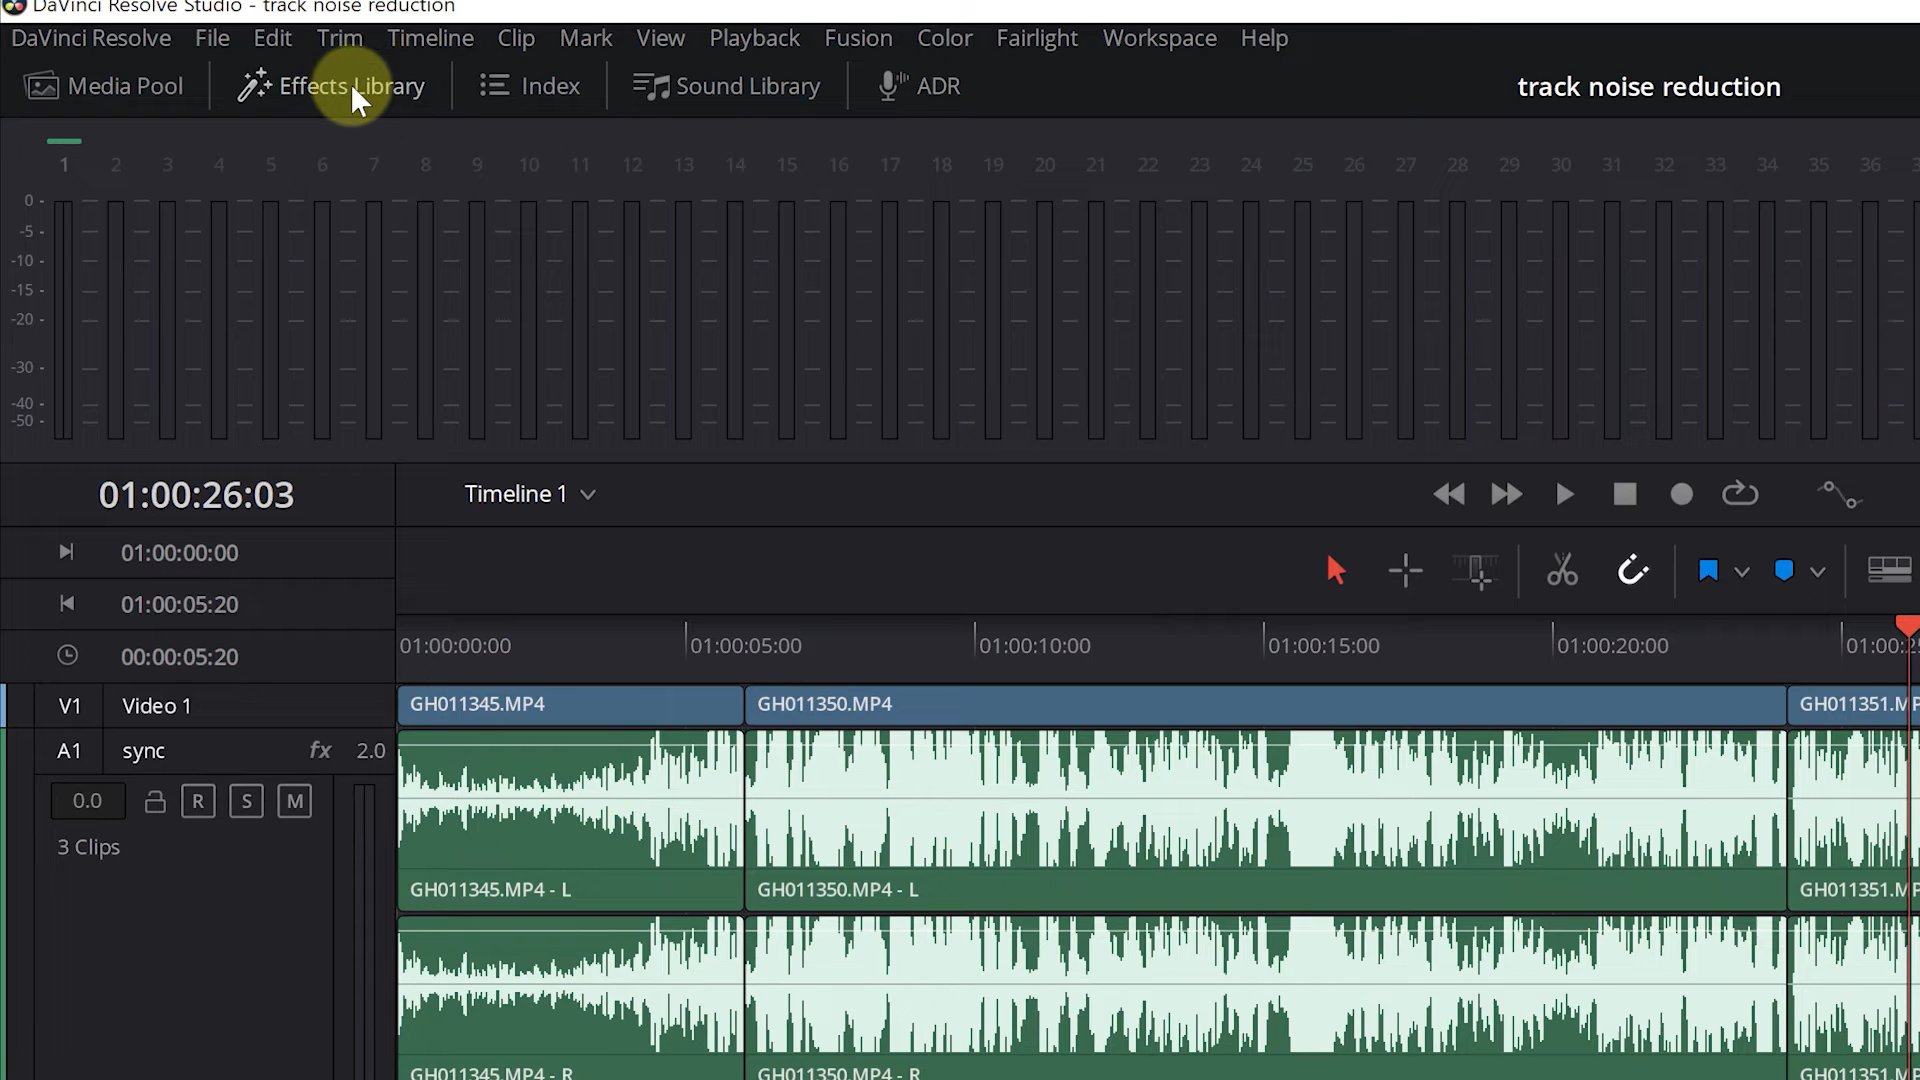 DaVinci Resolve Studio - track noise reduction
DaVinci Resolve File Edit Trim Timeline Clip Mark View Playback Fusion Color Fairlight Workspace Help
Media Pool Effects Library Index Sound Library ADR track noise reduction
1 2 3 4 5 6 7 8 9 10 11 12 13 14 15 16 17 18 19 20 21 22 23 24 25 26 27 28 29 30 31 32 33 34 35 36
0 -
-5 -
-10 -
-15 -
-20 -
-30 -
-40 -
-50 -
01:00:26:03 Timeline 1
01:00:00:00
01:00:05:20
00:00:05:20
01:00:00:00 01:00:05:00 01:00:10:00 01:00:15:00 01:00:20:00
V1 Video 1 GH011345.MP4 GH011350.MP4 GH011351.MP
A1 sync fx 2.0
0.0 R S M
3 Clips
GH011345.MP4 - L GH011350.MP4 - L GH011351.MP
GH011345.MP4 - R GH011350.MP4 - R GH011351.MP